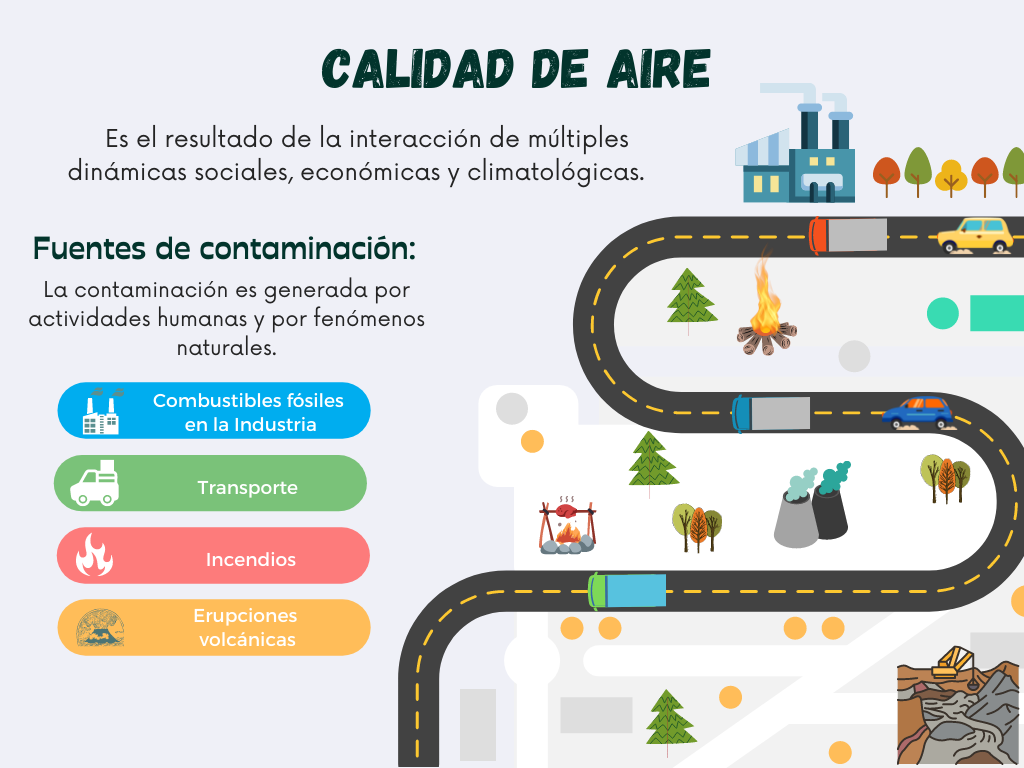 CALIDAD DE AIRE
Es el resultado de la interacción de múltiples
dinámicas sociales, económicas y climatológicas.
Fuentes de contaminación:
La contaminación es generada por
actividades humanas y por fenómenos
naturales.
Combustibles fósiles
en la Industria
Transporte
Incendios
Erupciones
volcánicas